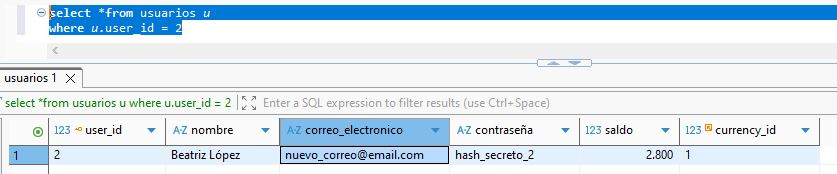 select *from usuarios u
where u.user_id = 2
usuarios 1
select *from usuarios u where u.user_id = 2 Enter a SQL expression to filter results (use Ctrl+Space)
123 user_id A-Z nombre A-Z correo_electronico A-Z contraseña 123 saldo 123 currency_id
1 2 Beatriz López nuevo_correo@email.com hash_secreto_2 2.800 1